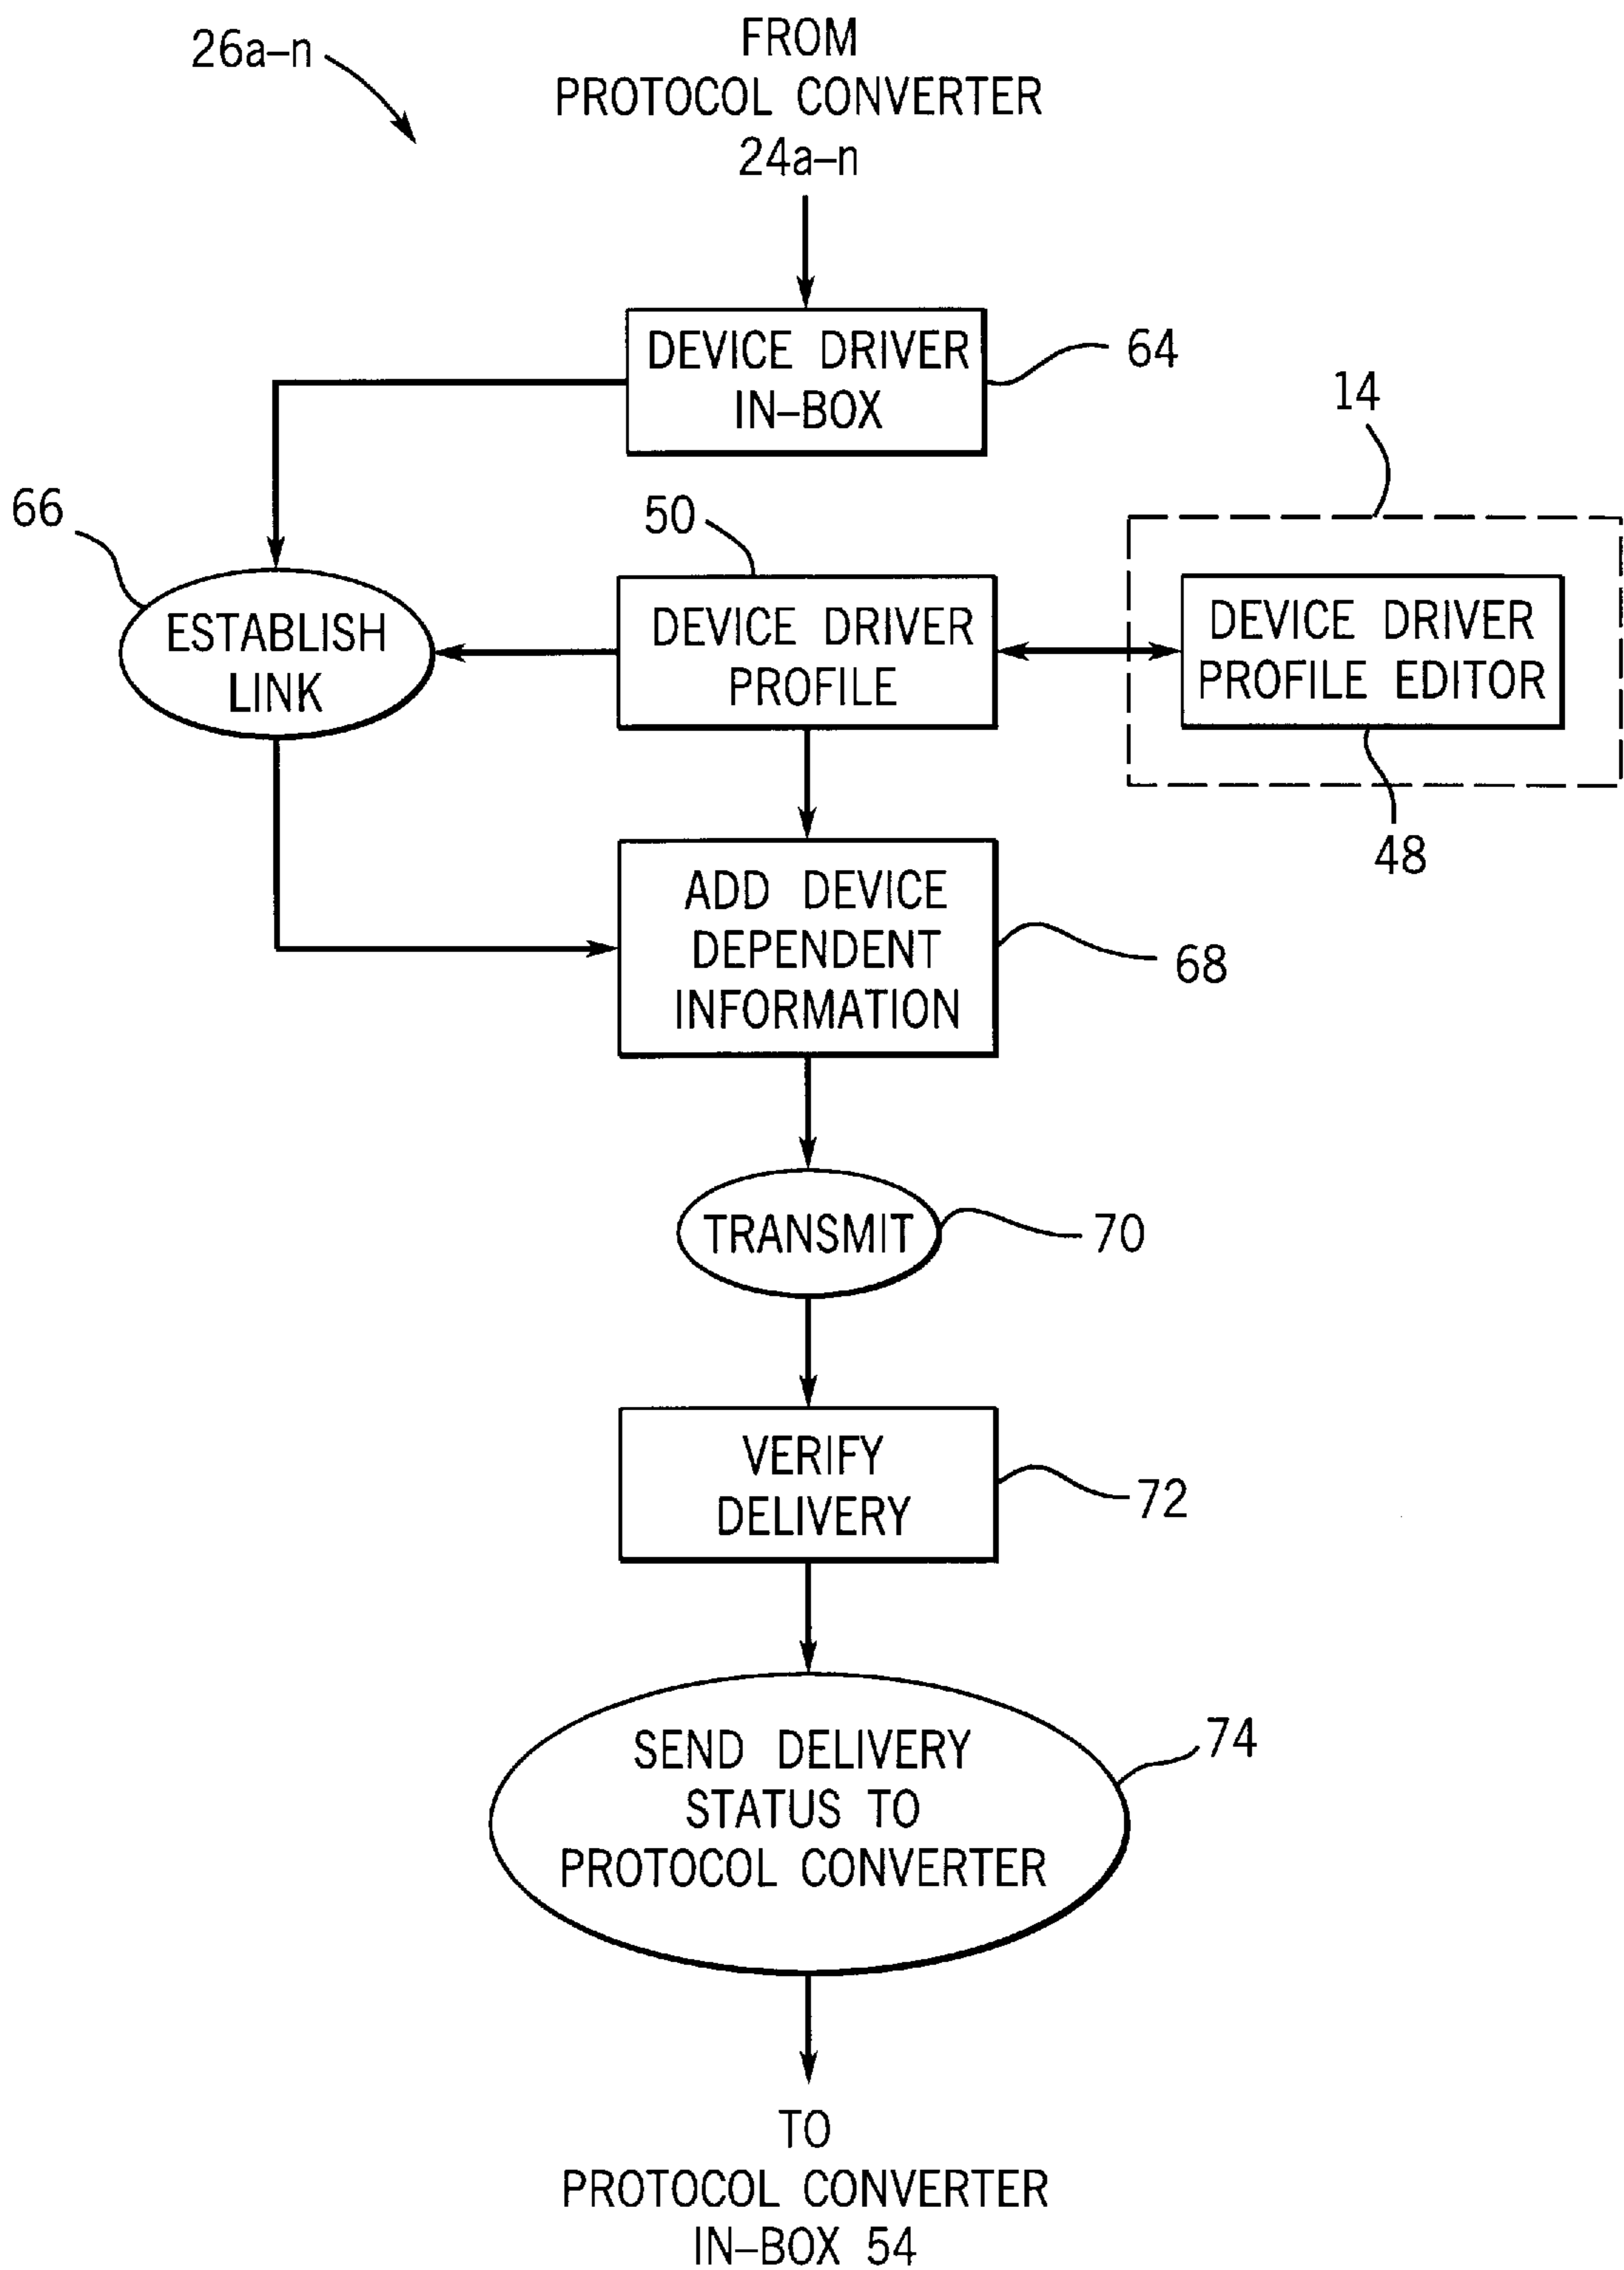 26a–n
FROM
PROTOCOL CONVERTER
24a–n
DEVICE DRIVER
IN–BOX
64
14
66
50
ESTABLISH
LINK
DEVICE DRIVER
PROFILE
DEVICE DRIVER
PROFILE EDITOR
48
ADD DEVICE
DEPENDENT
INFORMATION
68
TRANSMIT
70
VERIFY
DELIVERY
72
SEND DELIVERY
STATUS TO
PROTOCOL CONVERTER
74
TO
PROTOCOL CONVERTER
IN–BOX 54